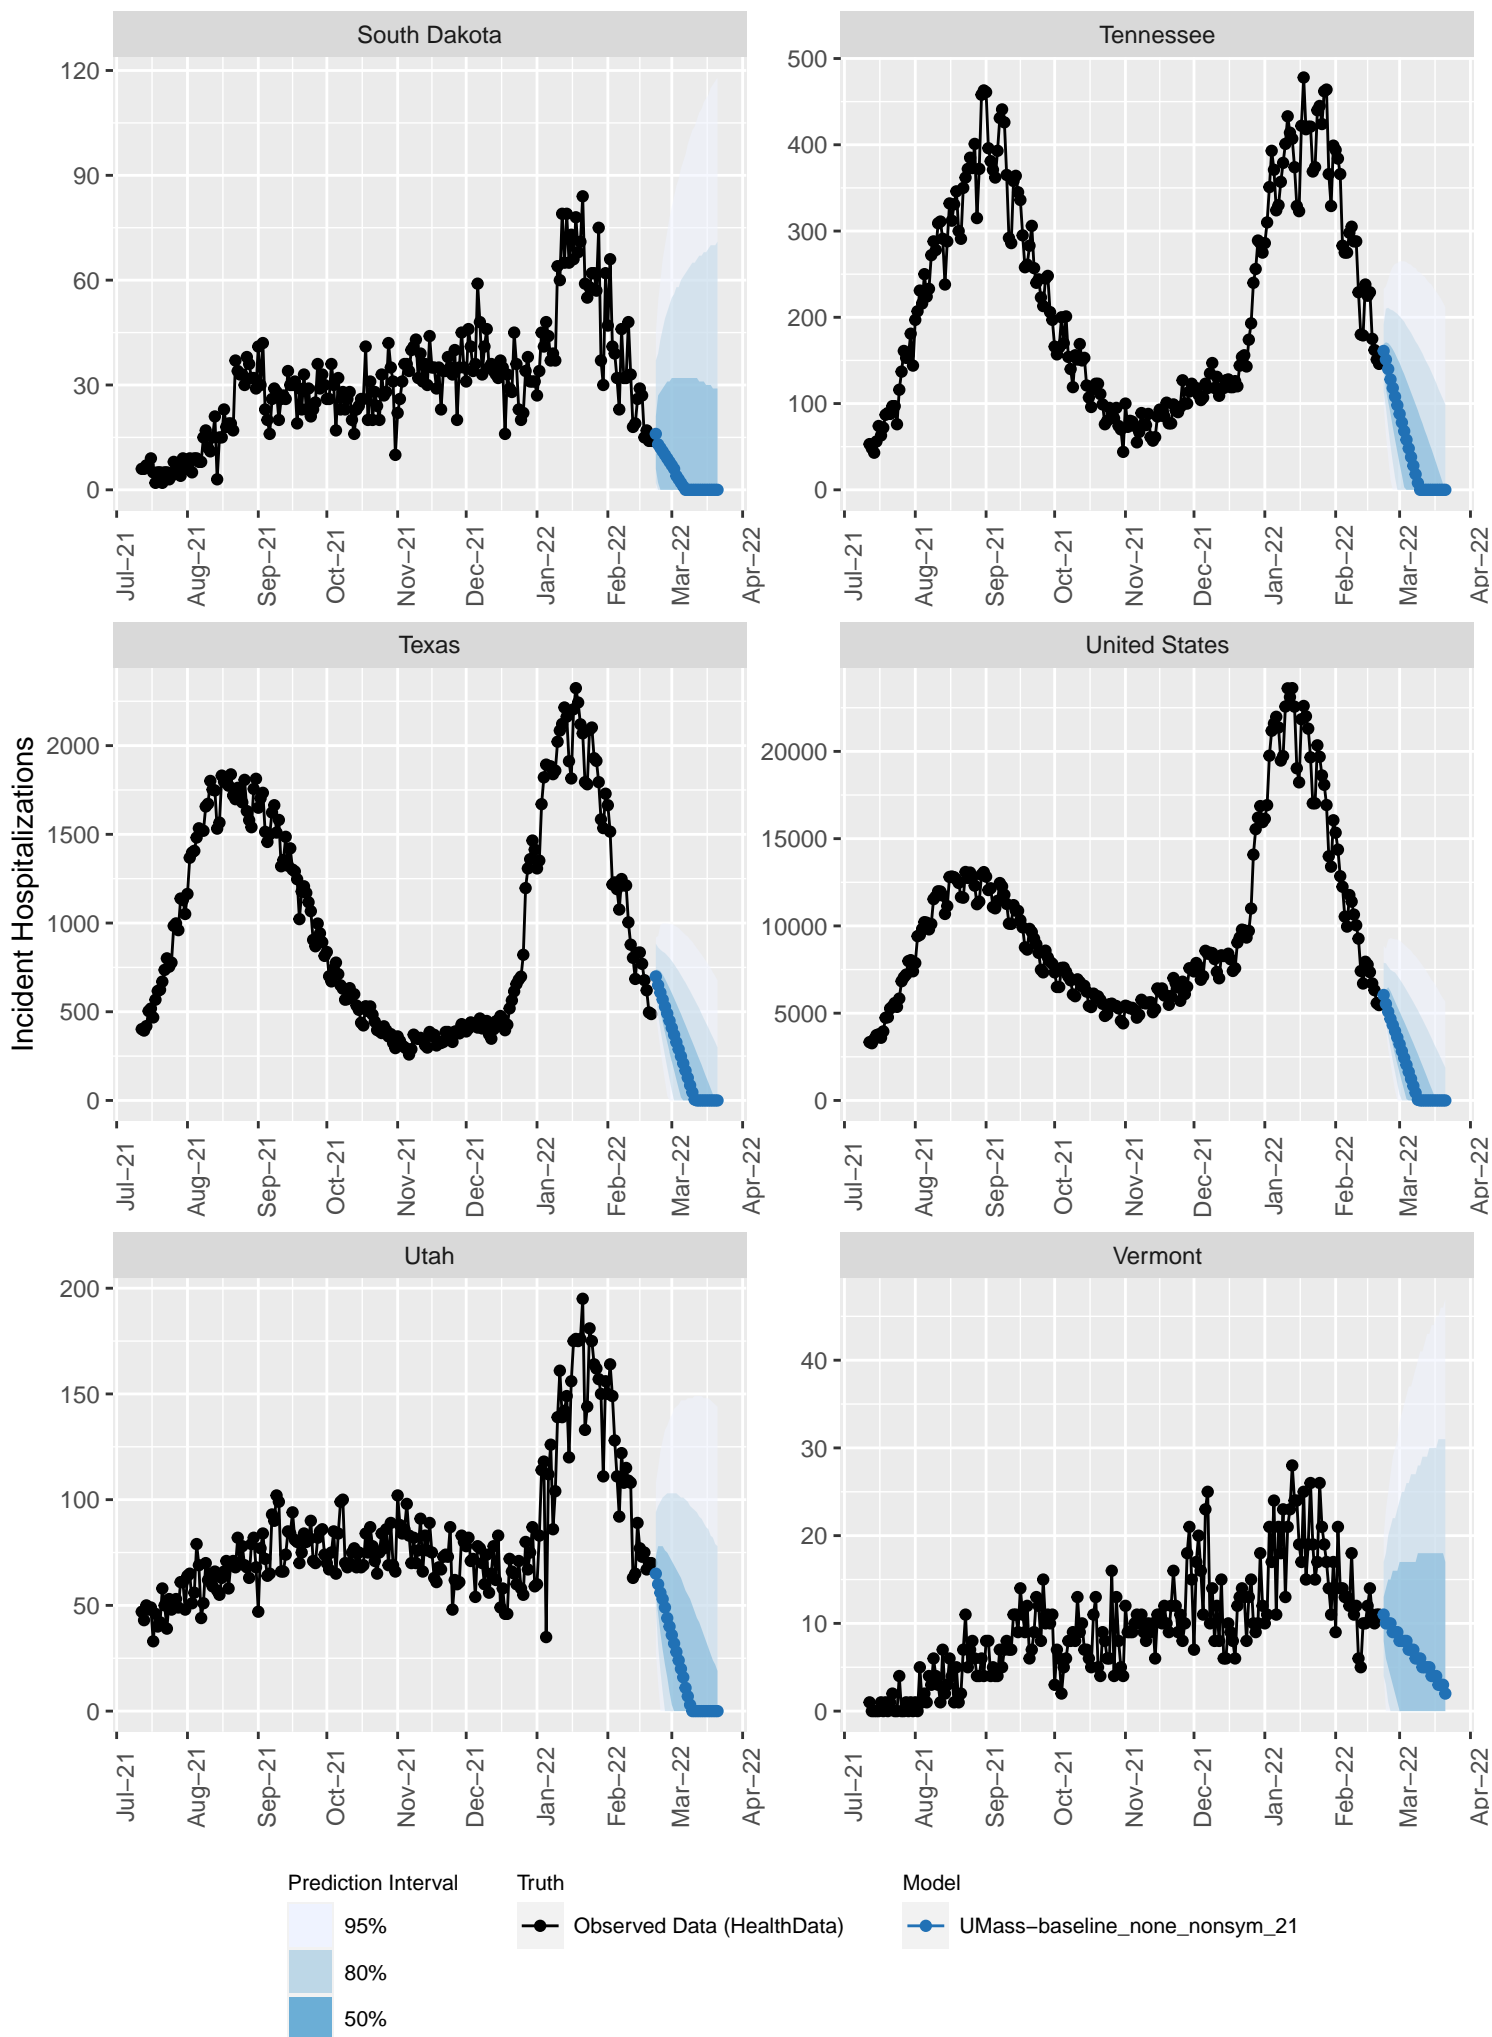 South Dakota
Tennessee
120
90
60
30
0
500
400
300
200
100
0
Jul−21
Aug−21
Sep−21
Oct−21
Nov−21
Dec−21
Jan−22
Feb−22
Mar−22
Apr−22
Jul−21
Aug−21
Sep−21
Oct−21
Nov−21
Dec−21
Jan−22
Feb−22
Mar−22
Apr−22
Texas
United States
Incident Hospitalizations
2000
1500
1000
500
0
20000
15000
10000
5000
0
Jul−21
Aug−21
Sep−21
Oct−21
Nov−21
Dec−21
Jan−22
Feb−22
Mar−22
Apr−22
Jul−21
Aug−21
Sep−21
Oct−21
Nov−21
Dec−21
Jan−22
Feb−22
Mar−22
Apr−22
Utah
Vermont
200
150
100
50
0
40
30
20
10
0
Jul−21
Aug−21
Sep−21
Oct−21
Nov−21
Dec−21
Jan−22
Feb−22
Mar−22
Apr−22
Jul−21
Aug−21
Sep−21
Oct−21
Nov−21
Dec−21
Jan−22
Feb−22
Mar−22
Apr−22
Prediction Interval
95%
80%
50%
Truth
Observed Data (HealthData)
Model
UMass−baseline_none_nonsym_21